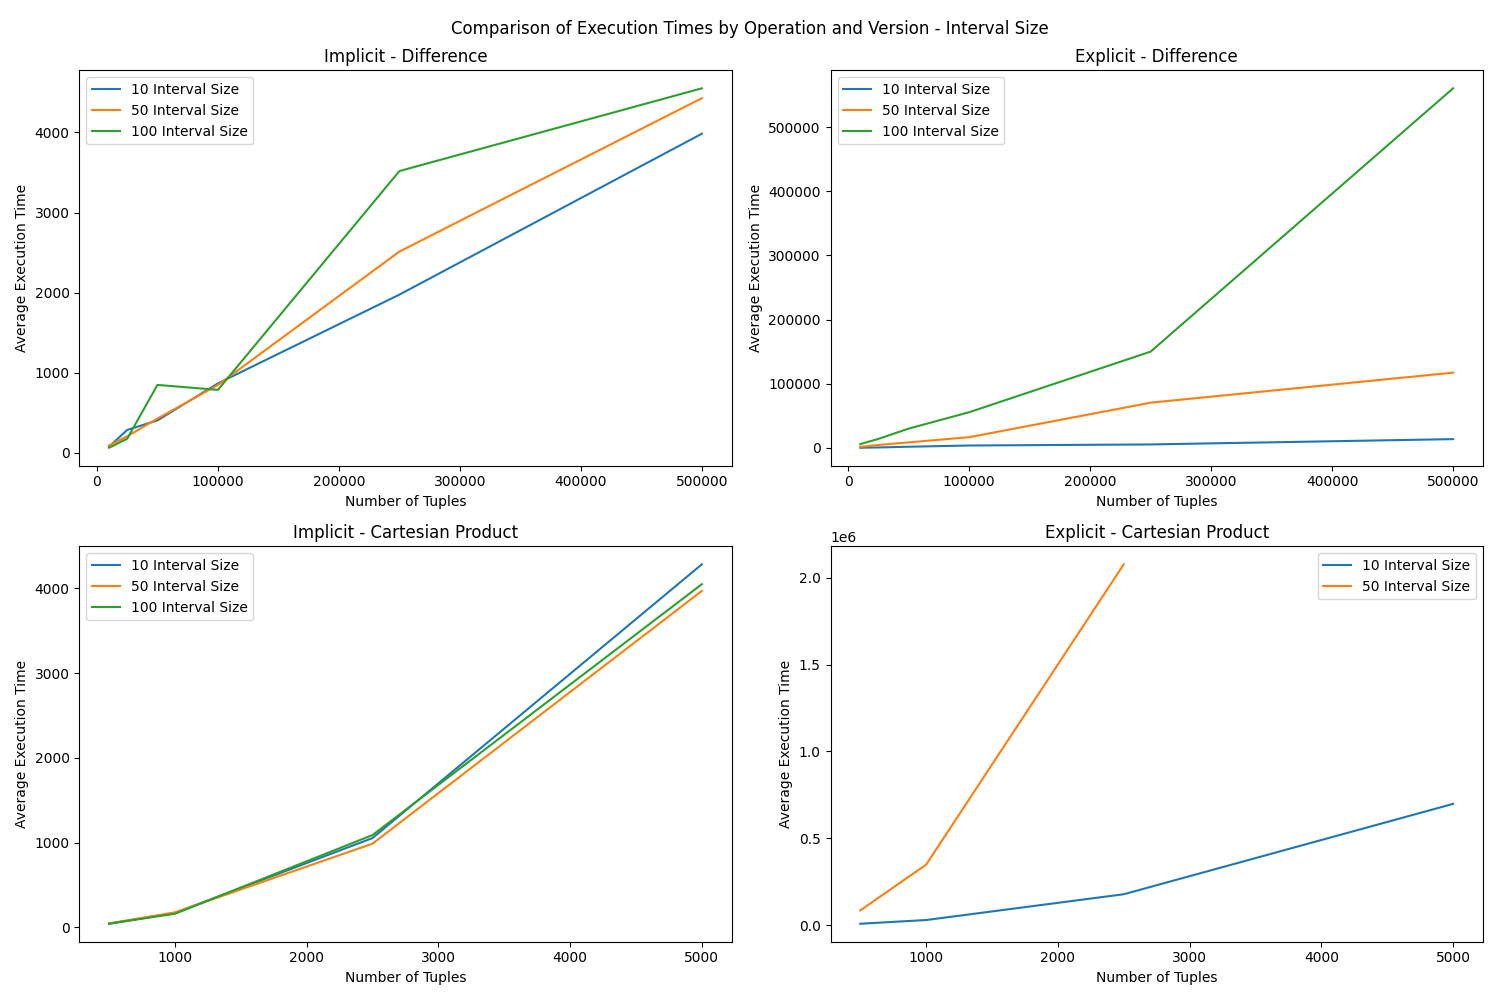 Comparison of Execution Times by Operation and Version - Interval Size
Implicit - Difference
10 Interval Size
50 Interval Size
100 Interval Size
Average Execution Time
4000
3000
2000
1000
0
0 100000 200000 300000 400000 500000
Number of Tuples
Explicit - Difference
10 Interval Size
50 Interval Size
100 Interval Size
Average Execution Time
500000
400000
300000
200000
100000
0
0 100000 200000 300000 400000 500000
Number of Tuples
Implicit - Cartesian Product
10 Interval Size
50 Interval Size
100 Interval Size
Average Execution Time
4000
3000
2000
1000
0
1000 2000 3000 4000 5000
Number of Tuples
Explicit - Cartesian Product
1e6
10 Interval Size
50 Interval Size
Average Execution Time
2.0
1.5
1.0
0.5
0.0
1000 2000 3000 4000 5000
Number of Tuples